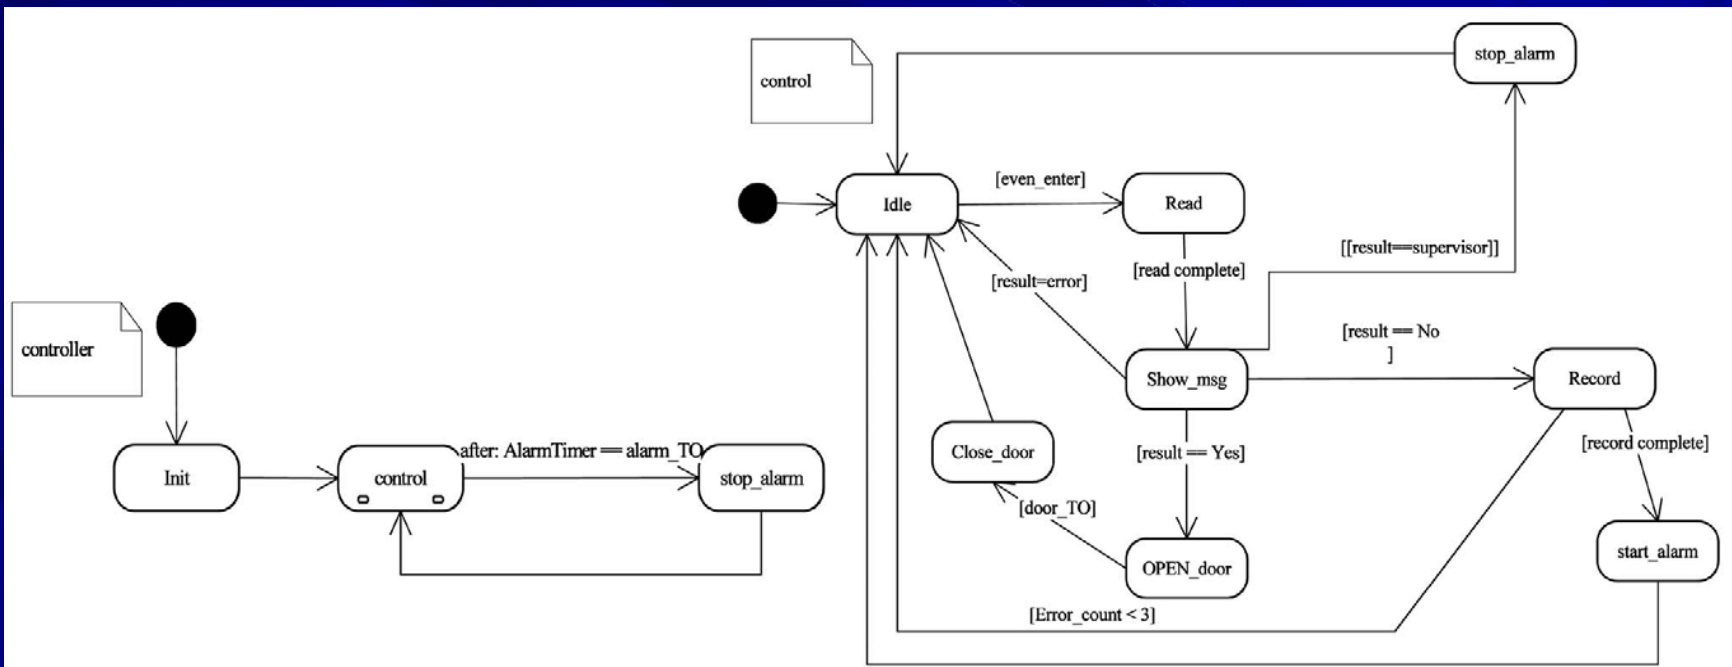 stop_alarm
control
[even_enter]
Idle
Read
[[result==supervisor]]
[read complete]
[result=error]
[result == No
]
controller
Show_msg
Record
[record complete]
after: AlarmTimer == alarm_TO
Close_door
[result == Yes]
Init
control
stop_alarm
[door_TO]
start_alarm
OPEN_door
[Error_count < 3]